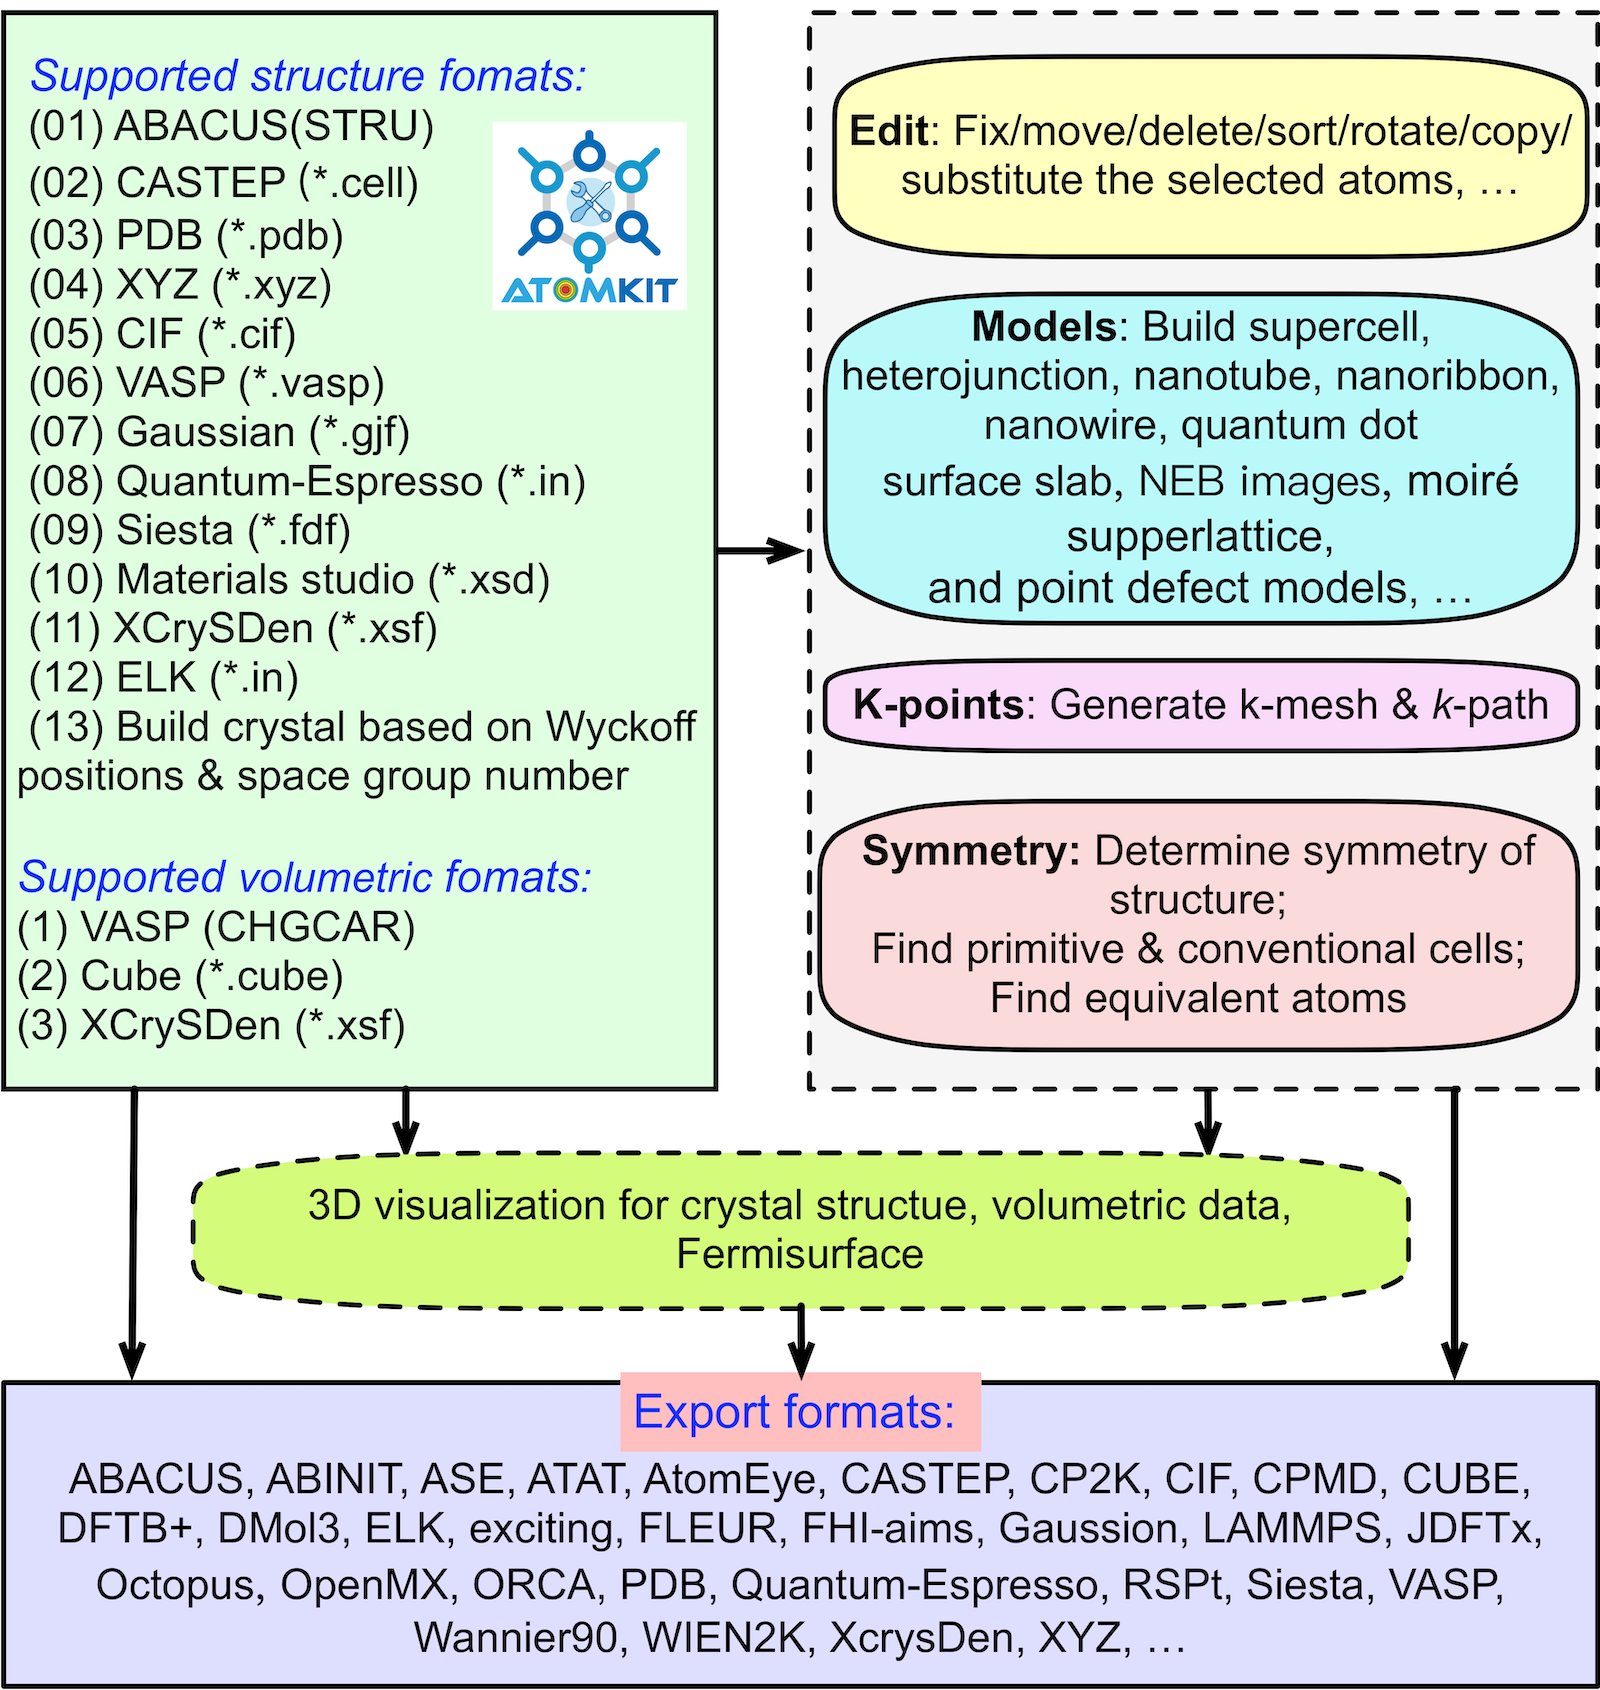 Supported structure fomats:
(01) ABACUS(STRU)
(02) CASTEP (*.cell)
(03) PDB (*.pdb)
(04) XYZ (*.xyz)
(05) CIF (*.cif)
(06) VASP (*.vasp)
(07) Gaussian (*.gjf)
(08) Quantum-Espresso (*.in)
(09) Siesta (*.fdf)
(10) Materials studio (*.xsd)
(11) XCrySDen (*.xsf)
(12) ELK (*.in)
(13) Build crystal based on Wyckoff
positions & space group number
Supported volumetric fomats:
(1) VASP (CHGCAR)
(2) Cube (*.cube)
(3) XCrySDen (*.xsf)
ATOMKIT
Edit: Fix/move/delete/sort/rotate/copy/
substitute the selected atoms, …
Models: Build supercell,
heterojunction, nanotube, nanoribbon,
nanowire, quantum dot
surface slab, NEB images, moiré
supperlattice,
and point defect models, …
K-points: Generate k-mesh & k-path
Symmetry: Determine symmetry of
structure;
Find primitive & conventional cells;
Find equivalent atoms
3D visualization for crystal structue, volumetric data,
Fermisurface
Export formats:
ABACUS, ABINIT, ASE, ATAT, AtomEye, CASTEP, CP2K, CIF, CPMD, CUBE,
DFTB+, DMol3, ELK, exciting, FLEUR, FHI-aims, Gaussion, LAMMPS, JDFTx,
Octopus, OpenMX, ORCA, PDB, Quantum-Espresso, RSPt, Siesta, VASP,
Wannier90, WIEN2K, XcrysDen, XYZ, …